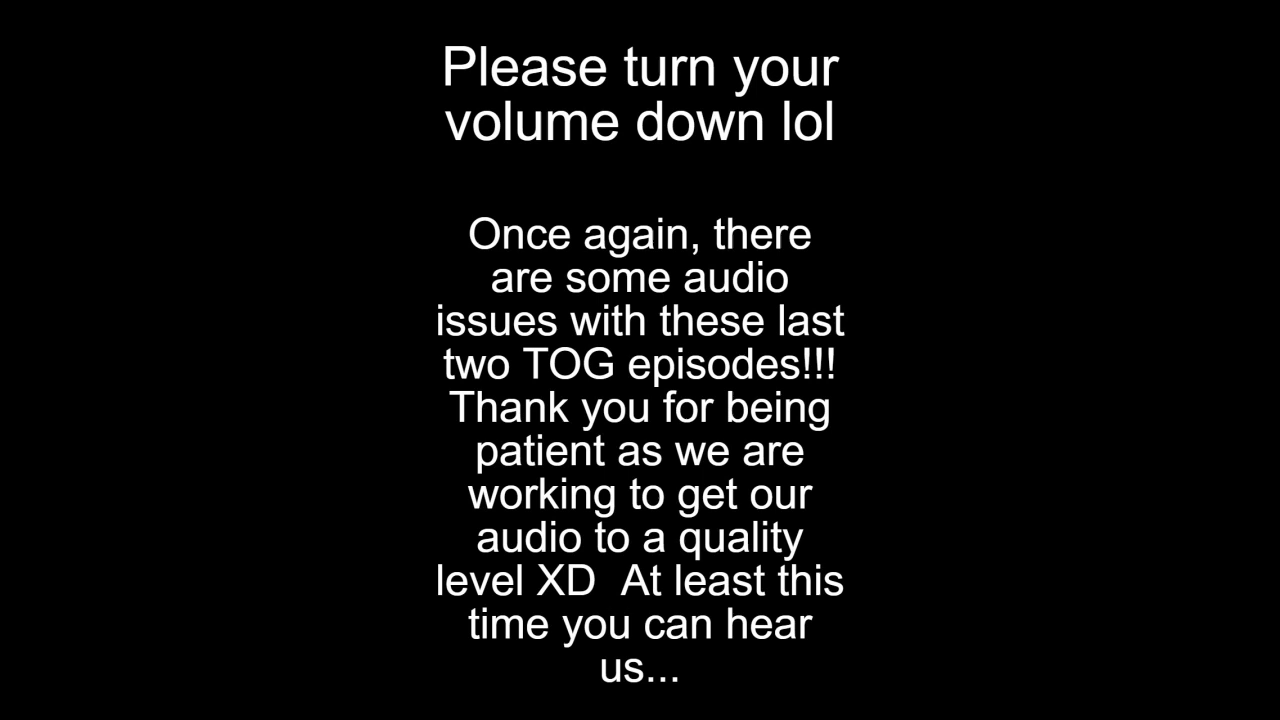 Please turn your
volume down lol
Once again, there
are some audio
issues with these last
two TOG episodes!!!
Thank you for being
patient as we are
working to get our
audio to a quality
level XD  At least this
time you can hear
us...